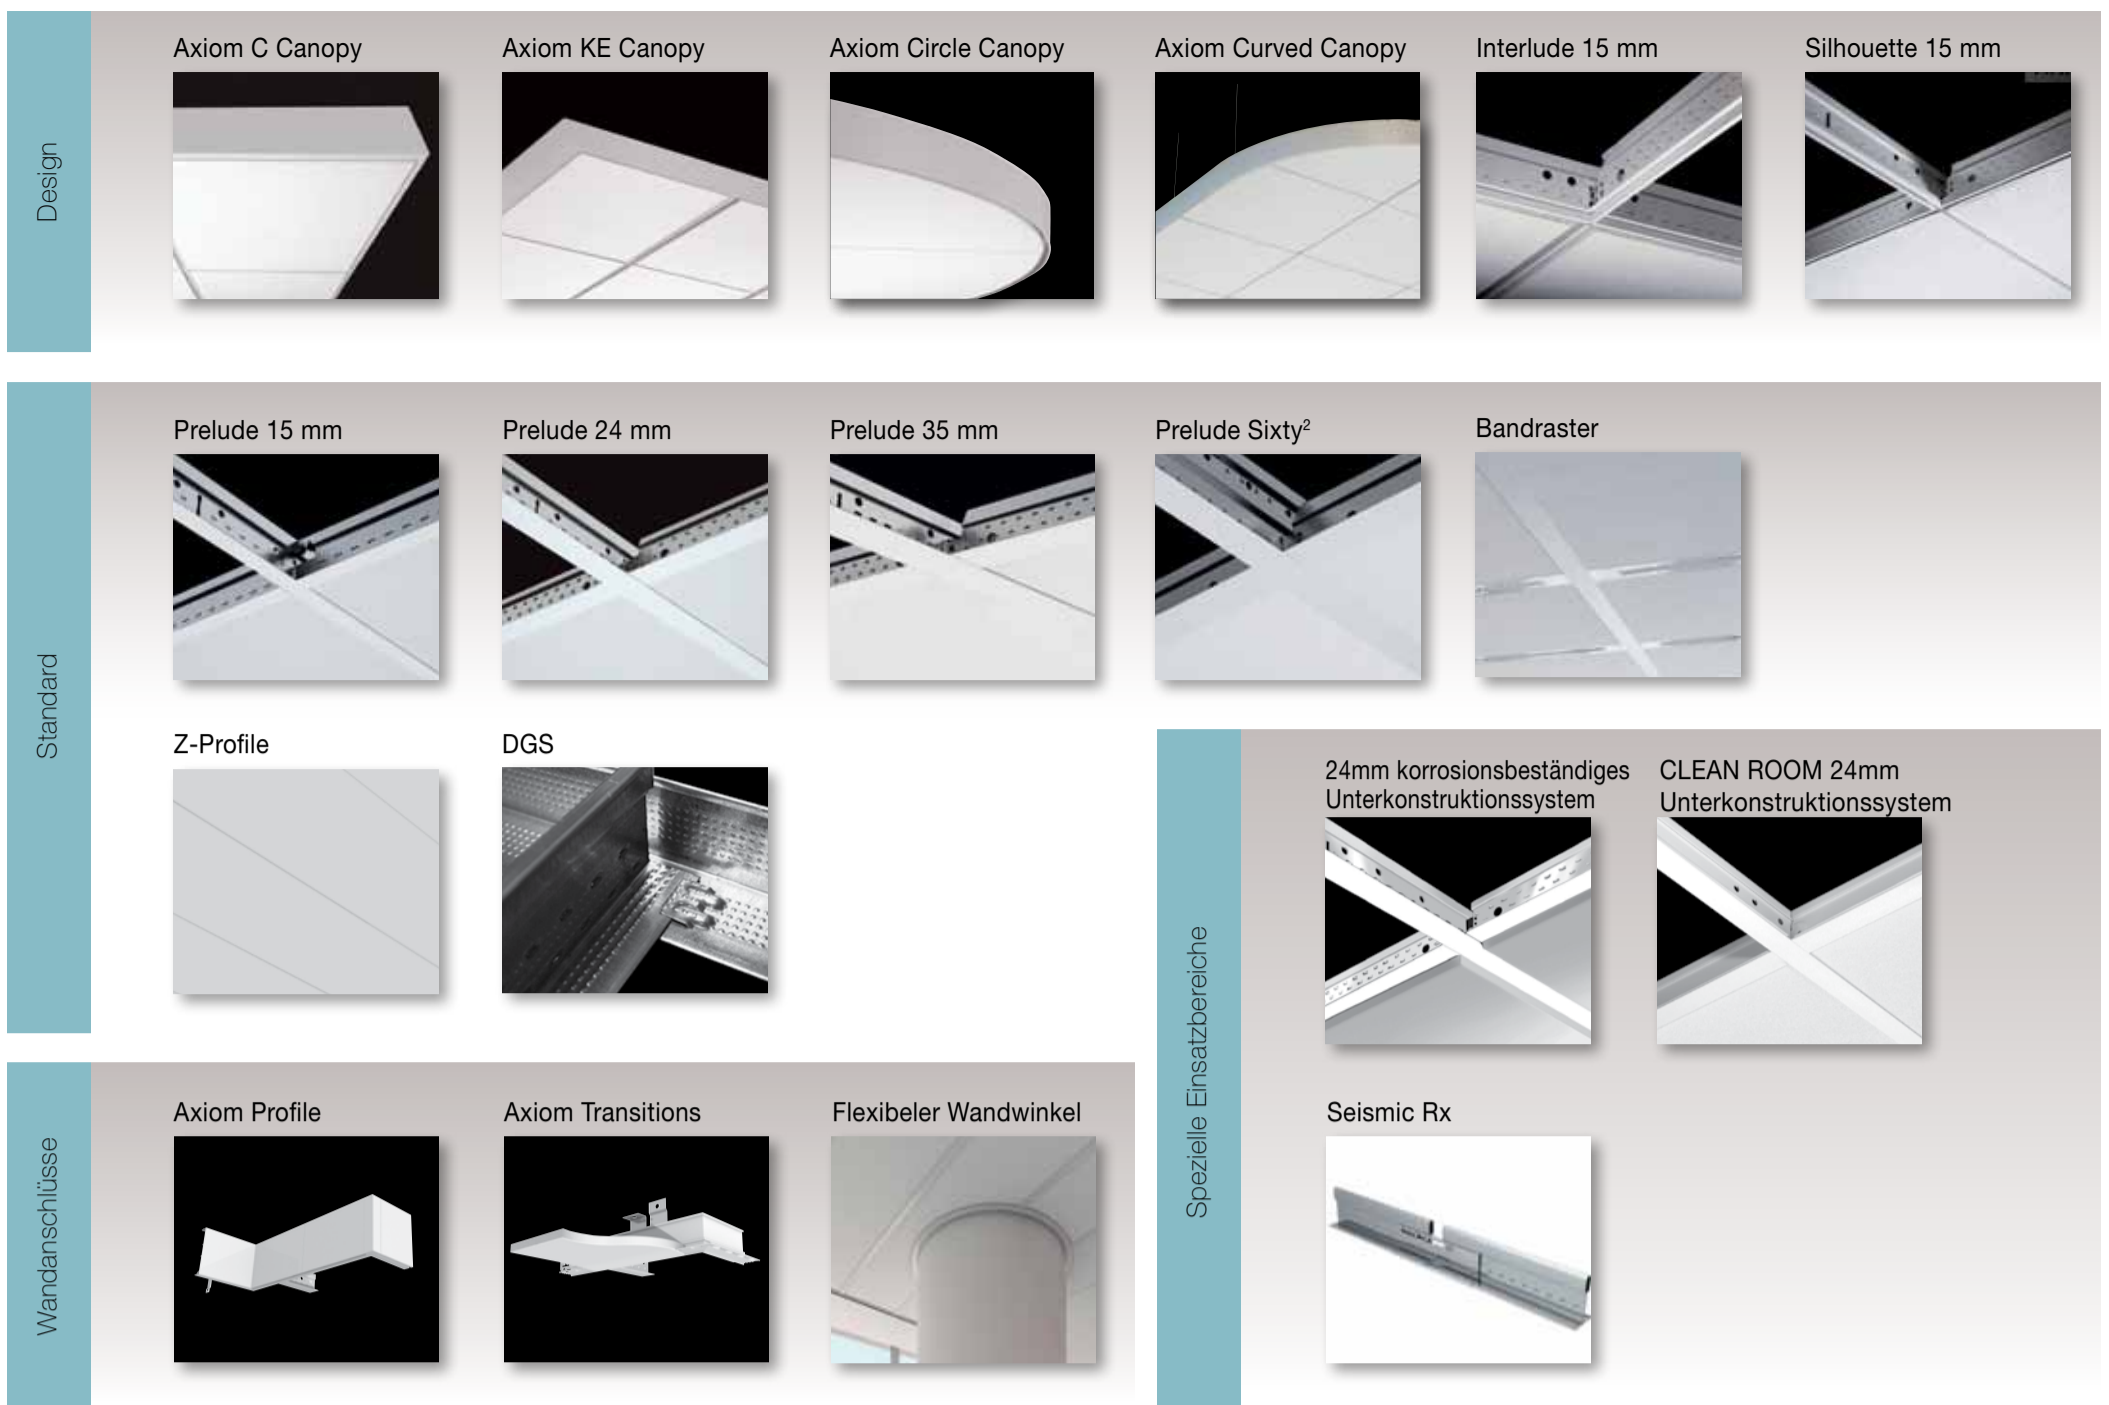 Design
Axiom C Canopy
Axiom KE Canopy
Axiom Circle Canopy
Axiom Curved Canopy
Interlude 15 mm
Silhouette 15 mm
Standard
Prelude 15 mm
Prelude 24 mm
Prelude 35 mm
Prelude Sixty²
Bandraster
Z-Profile
DGS
Spezielle Einsatzbereiche
24mm korrosionsbeständiges
Unterkonstruktionssystem
CLEAN ROOM 24mm
Unterkonstruktionssystem
Seismic Rx
Wandanschlüsse
Axiom Profile
Axiom Transitions
Flexibeler Wandwinkel